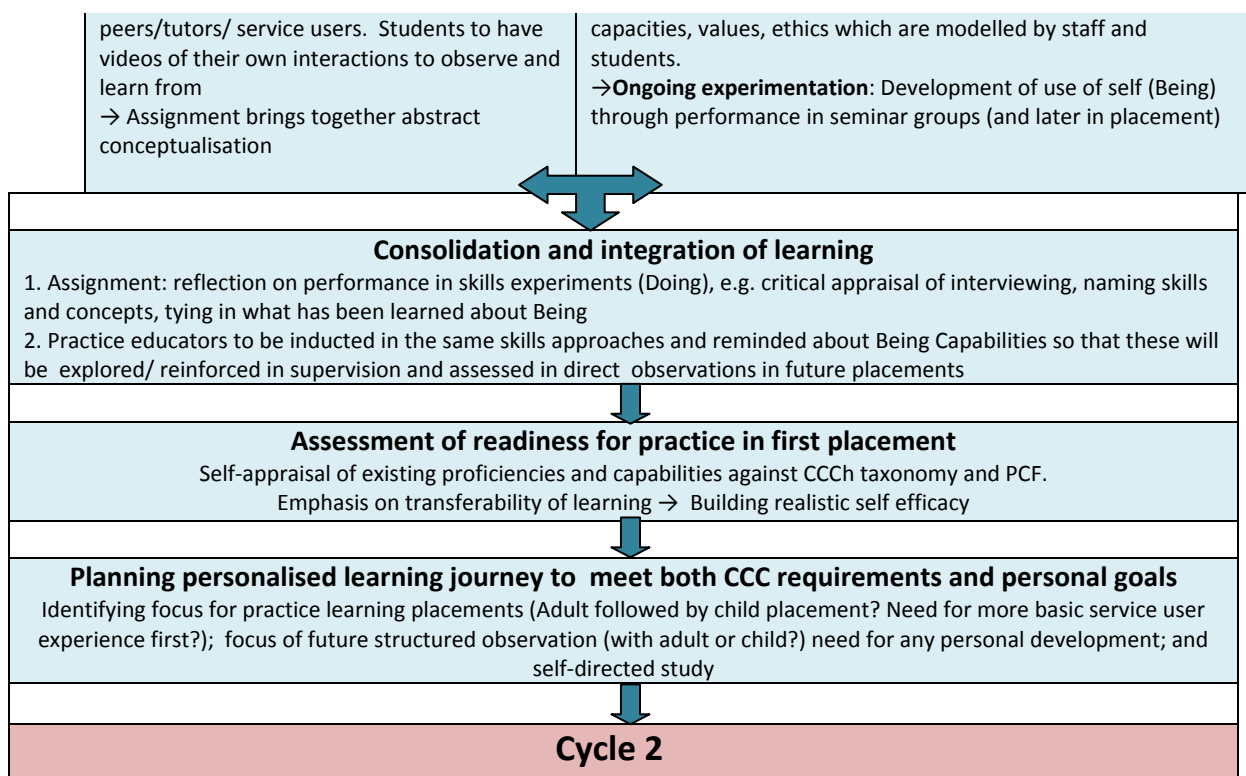 peers/tutors/ service users.  Students to have
videos of their own interactions to observe and
learn from
→ Assignment brings together abstract
conceptualisation
capacities, values, ethics which are modelled by staff and
students.
→Ongoing experimentation: Development of use of self (Being)
through performance in seminar groups (and later in placement)
Consolidation and integration of learning
1. Assignment: reflection on performance in skills experiments (Doing), e.g. critical appraisal of interviewing, naming skills
and concepts, tying in what has been learned about Being
2. Practice educators to be inducted in the same skills approaches and reminded about Being Capabilities so that these will
be  explored/ reinforced in supervision and assessed in direct  observations in future placements
Assessment of readiness for practice in first placement
Self-appraisal of existing proficiencies and capabilities against CCCh taxonomy and PCF.
Emphasis on transferability of learning →  Building realistic self efficacy
Planning personalised learning journey to  meet both CCC requirements and personal goals
Identifying focus for practice learning placements (Adult followed by child placement? Need for more basic service user
experience first?);  focus of future structured observation (with adult or child?) need for any personal development; and
self-directed study
Cycle 2